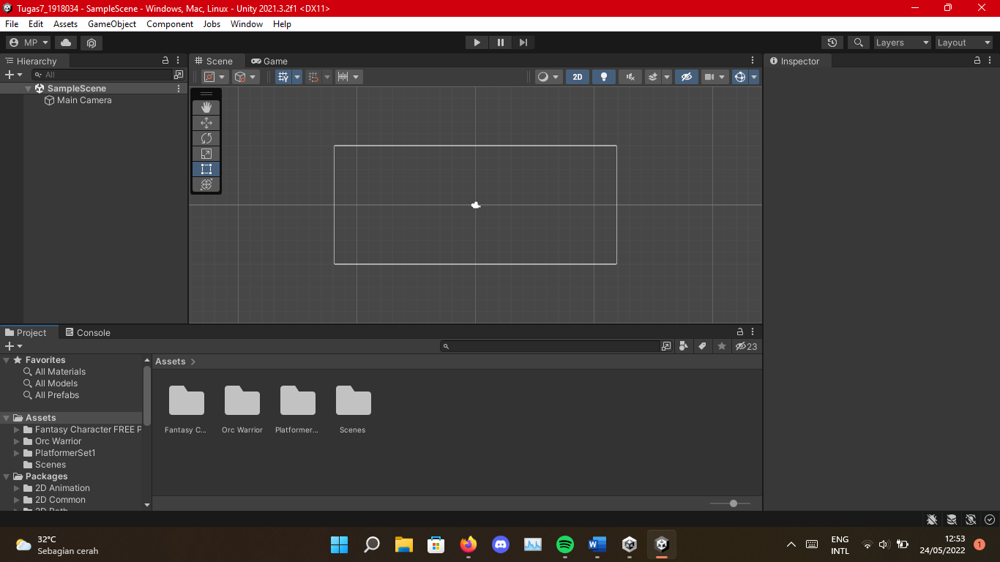 Tugas7_1918034 - SampleScene - Windows, Mac, Linux - Unity 2021.3.2f1 <DX11>
File Edit Assets GameObject Component Jobs Window Help
MP Layers Layout
Hierarchy
All
SampleScene
Main Camera
Scene Game
2D
Inspector
Project Console
23
Favorites
All Materials
All Models
All Prefabs
Assets
Fantasy Character FREE P
Orc Warrior
PlatformerSet1
Scenes
Packages
2D Animation
2D Common
2D Path
Assets
Fantasy C... Orc Warrior Platformer... Scenes
32°C
Sebagian cerah
ENG
INTL
12:53
24/05/2022
1